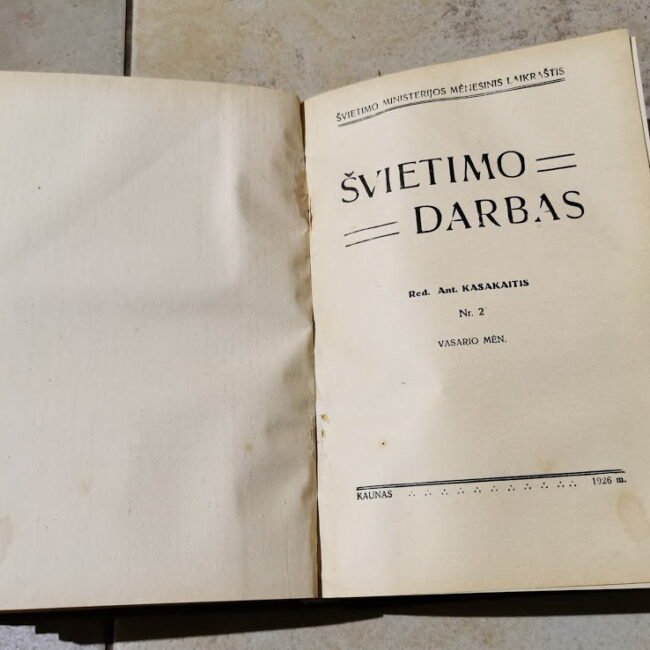 ŠVIETIMO MINISTERIJOS MĖNESINIS LAIKRAŠTIS
ŠVIETIMO
DARBAS
Red. Ant. KASAKAITIS
Nr. 2
VASARIO MĖN.
KAUNAS 1926 m.